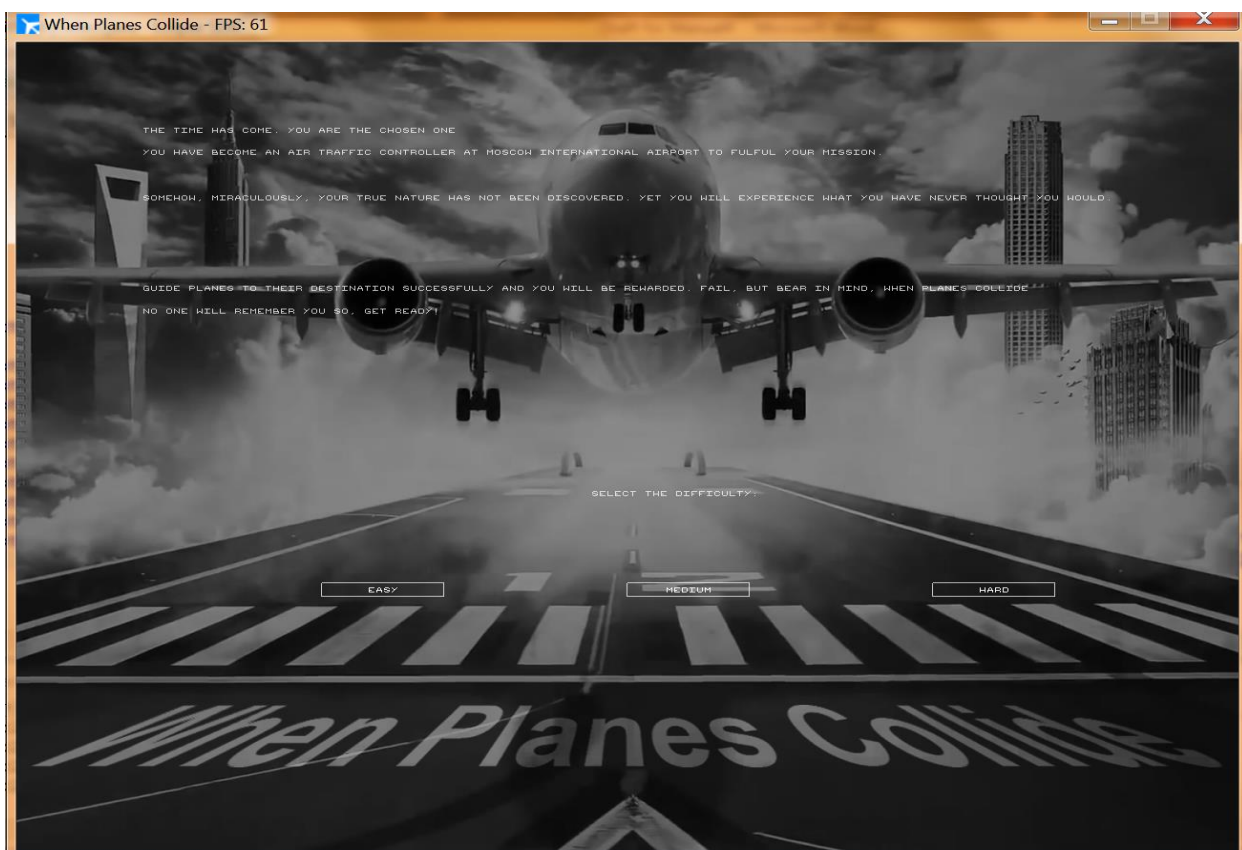 When Planes Collide - FPS: 61
THE TIME HAS COME. YOU ARE THE CHOSEN ONE
YOU HAVE BECOME AN AIR TRAFFIC CONTROLLER AT MOSCOW INTERNATIONAL AIRPORT TO FULFUL YOUR MISSION.
SOMEHOW, MIRACULOUSLY, YOUR TRUE NATURE HAS NOT BEEN DISCOVERED. YET YOU WILL EXPERIENCE WHAT YOU HAVE NEVER THOUGHT YOU WOULD.
GUIDE PLANES TO THEIR DESTINATION SUCCESSFULLY AND YOU WILL BE REWARDED. FAIL, BUT BEAR IN MIND, WHEN PLANES COLLIDE
NO ONE WILL REMEMBER YOU SO, GET READY!
SELECT THE DIFFICULTY:
1 2
EASY MEDIUM HARD
When Planes Collide